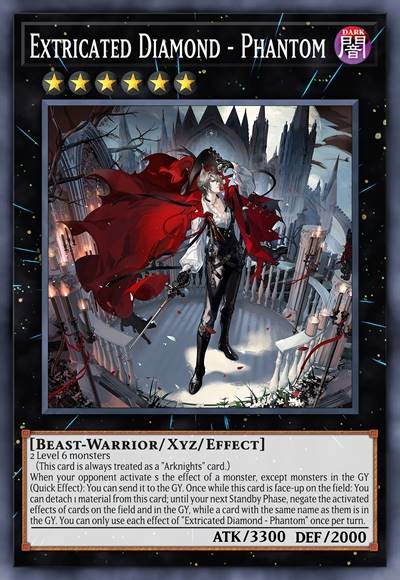 EXTRICATED DIAMOND - PHANTOM
DARK
闇
[BEAST-WARRIOR/XYZ/EFFECT]
2 Level 6 monsters
(This card is always treated as a "Arknights" card.)
When your opponent activate s the effect of a monster, except monsters in the GY
(Quick Effect): You can send it to the GY. Once while this card is face-up on the field: You
can detach 1 material from this card; until your next Standby Phase, negate the activated
effects of cards on the field and in the GY, while a card with the same name as them is in
the GY. You can only use each effect of "Extricated Diamond - Phantom" once per turn.
ATK/3300 DEF/2000